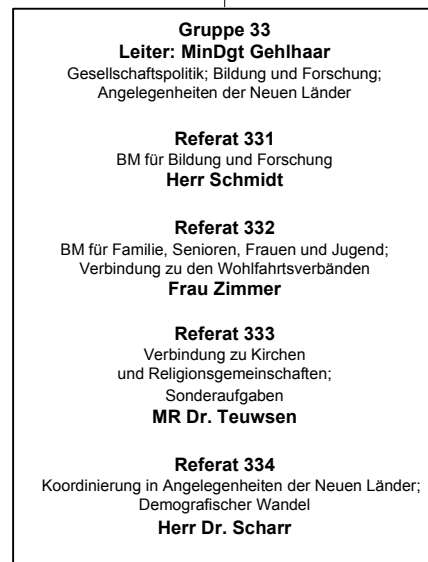 Gruppe 33
Leiter: MinDgt Gehlhaar
Gesellschaftspolitik; Bildung und Forschung;
Angelegenheiten der Neuen Länder
Referat 331
BM für Bildung und Forschung
Herr Schmidt
Referat 332
BM für Familie, Senioren, Frauen und Jugend;
Verbindung zu den Wohlfahrtsverbänden
Frau Zimmer
Referat 333
Verbindung zu Kirchen
und Religionsgemeinschaften;
Sonderaufgaben
MR Dr. Teuwsen
Referat 334
Koordinierung in Angelegenheiten der Neuen Länder;
Demografischer Wandel
Herr Dr. Scharr